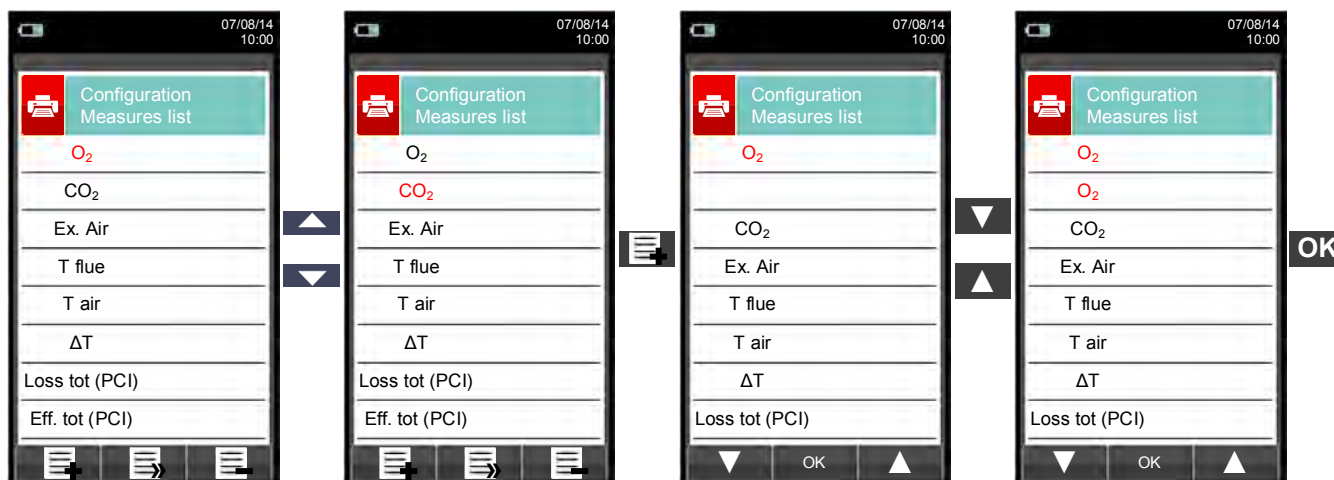 07/08/14
10:00
Configuration
Measures list
O₂
CO₂
Ex. Air
T flue
T air
ΔT
Loss tot (PCI)
Eff. tot (PCI)
07/08/14
10:00
Configuration
Measures list
O₂
CO₂
Ex. Air
T flue
T air
ΔT
Loss tot (PCI)
Eff. tot (PCI)
07/08/14
10:00
Configuration
Measures list
O₂
CO₂
Ex. Air
T flue
T air
ΔT
Loss tot (PCI)
OK
07/08/14
10:00
Configuration
Measures list
O₂
O₂
CO₂
Ex. Air
T flue
T air
ΔT
Loss tot (PCI)
OK
OK